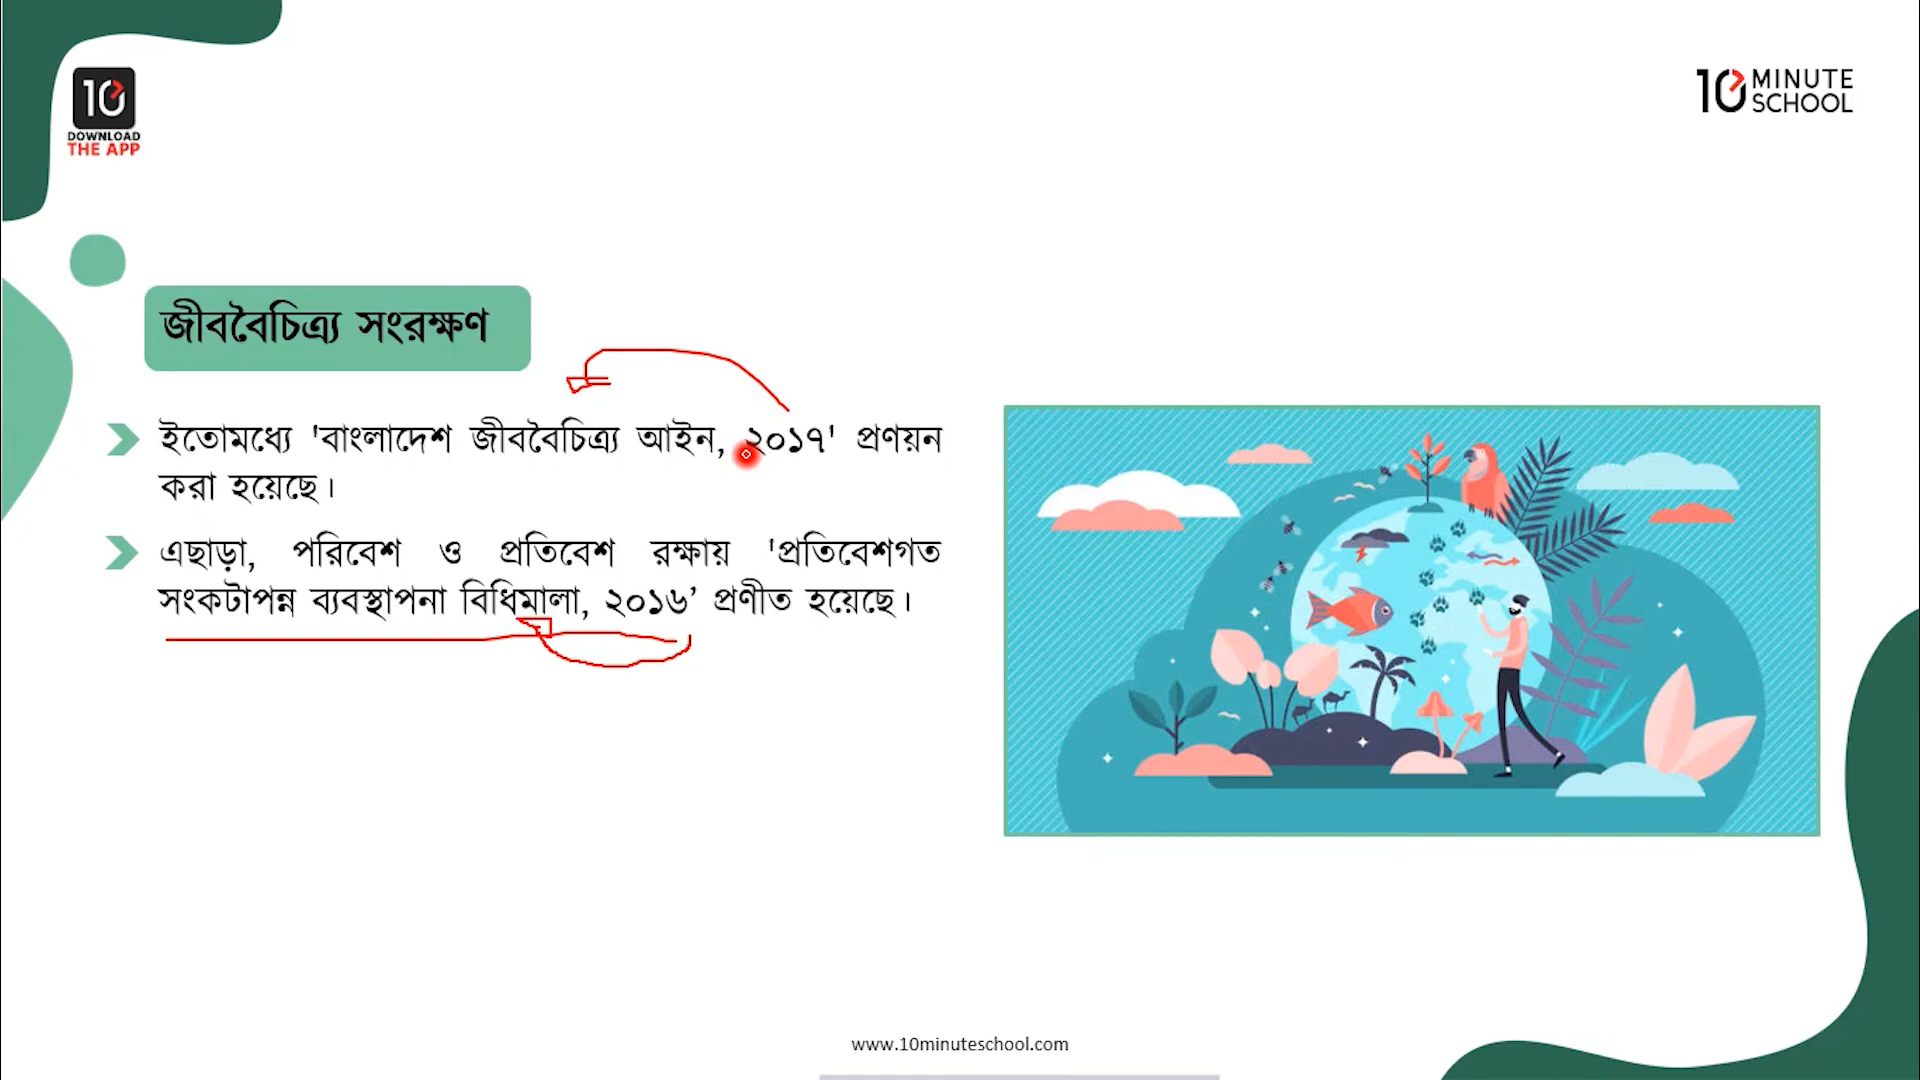 10
DOWNLOAD
THE APP
10 MINUTE
SCHOOL
জীববৈচিত্র্য সংরক্ষণ
ইতোমধ্যে 'বাংলাদেশ জীববৈচিত্র্য আইন, ২০১৭' প্রণয়ন
করা হয়েছে।
এছাড়া, পরিবেশ ও প্রতিবেশ রক্ষায় 'প্রতিবেশগত
সংকটাপন্ন ব্যবস্থাপনা বিধিমালা, ২০১৬’ প্রণীত হয়েছে।
www.10minuteschool.com